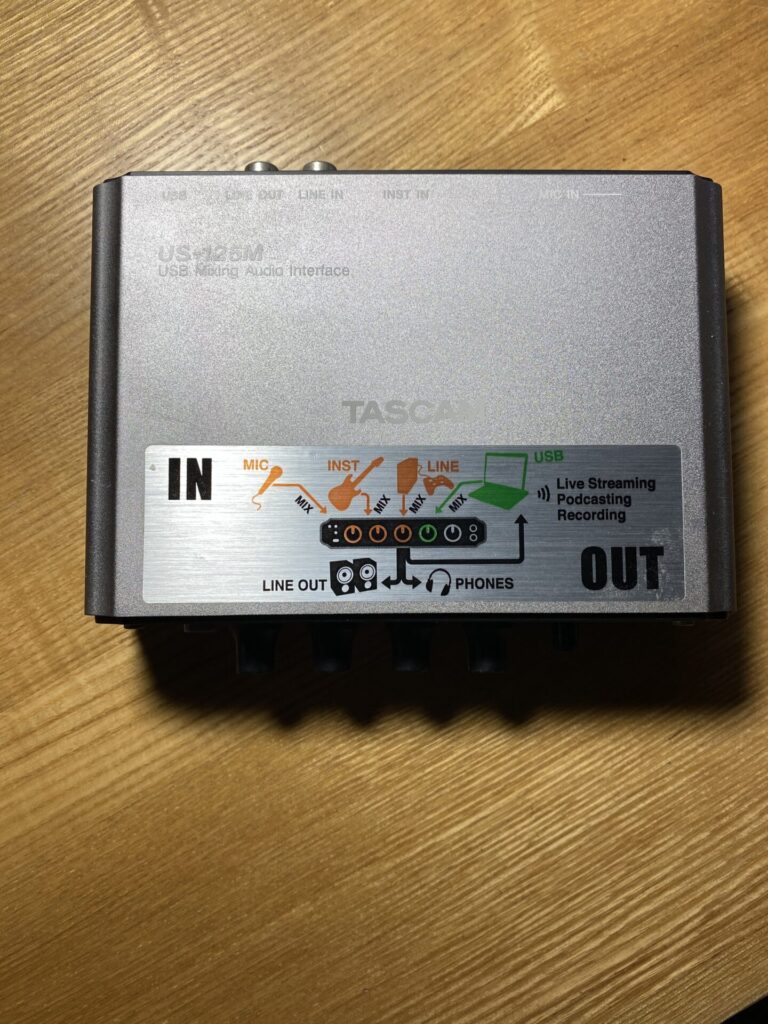 USB LINE OUT LINE IN INST IN MIC IN
US-125M
USB Mixing Audio Interface
TASCAM
IN
MIC
INST
LINE
USB
MIX
MIX
MIX
MIX
Live Streaming
Podcasting
Recording
LINE OUT
PHONES
OUT